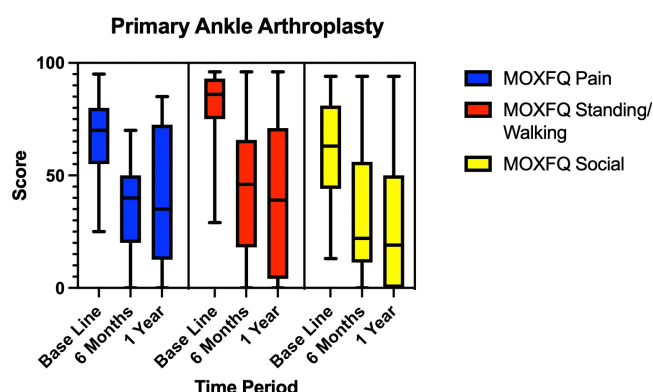 Primary Ankle Arthroplasty
100
50
0
Score
Base Line
6 Months
1 Year
Base Line
6 Months
1 Year
Base Line
6 Months
1 Year
Time Period
MOXFQ Pain
MOXFQ Standing/
Walking
MOXFQ Social